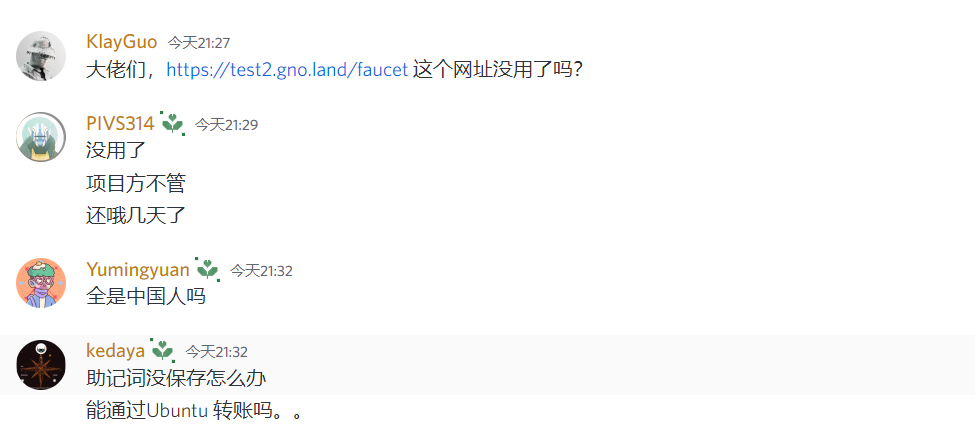 KlayGuo 今天21:27
大佬们，https://test2.gno.land/faucet 这个网址没用了吗？
PIVS314 今天21:29
没用了
项目方不管
还哦几天了
Yumingyuan 今天21:32
全是中国人吗
kedaya 今天21:32
助记词没保存怎么办
能通过Ubuntu 转账吗。。